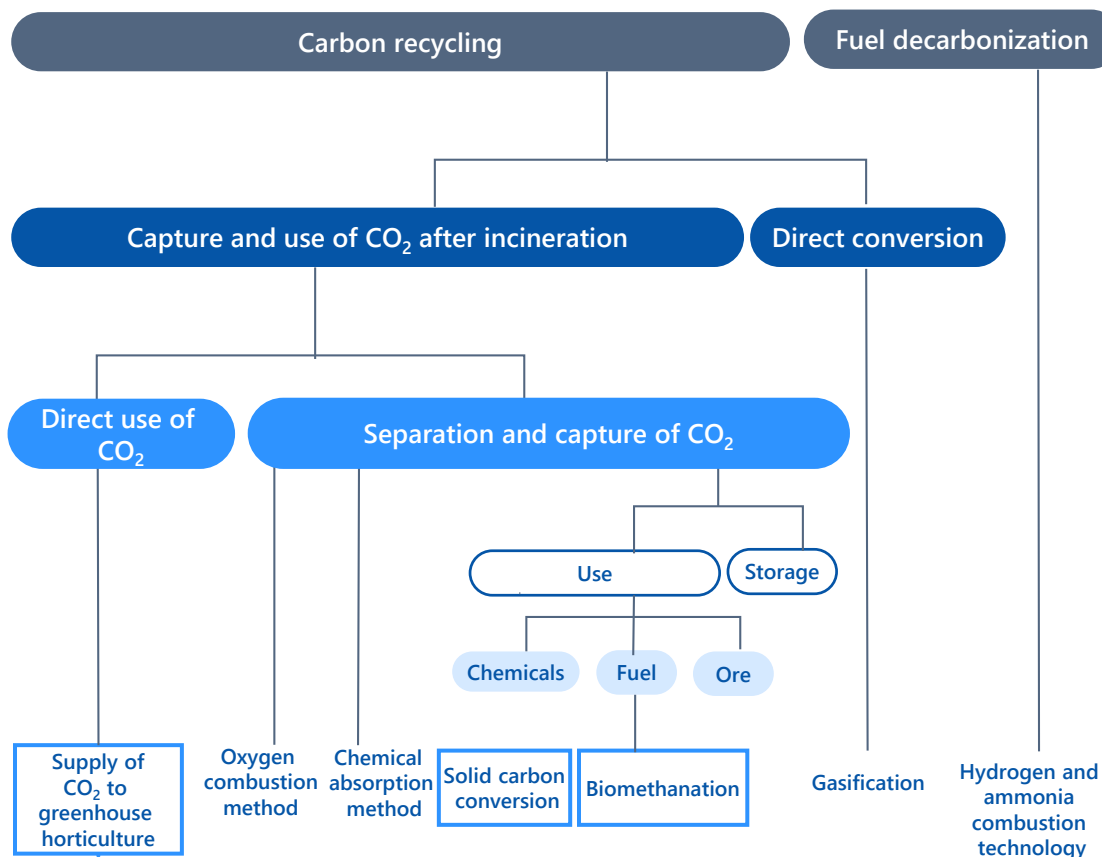 Carbon recycling
Fuel decarbonization
Capture and use of CO₂ after incineration
Direct conversion
Direct use of
CO₂
Separation and capture of CO₂
Use
Storage
Chemicals
Fuel
Ore
Supply of
CO₂ to
greenhouse
horticulture
Oxygen
combustion
method
Chemical
absorption
method
Solid carbon
conversion
Biomethanation
Gasification
Hydrogen and
ammonia
combustion
technology